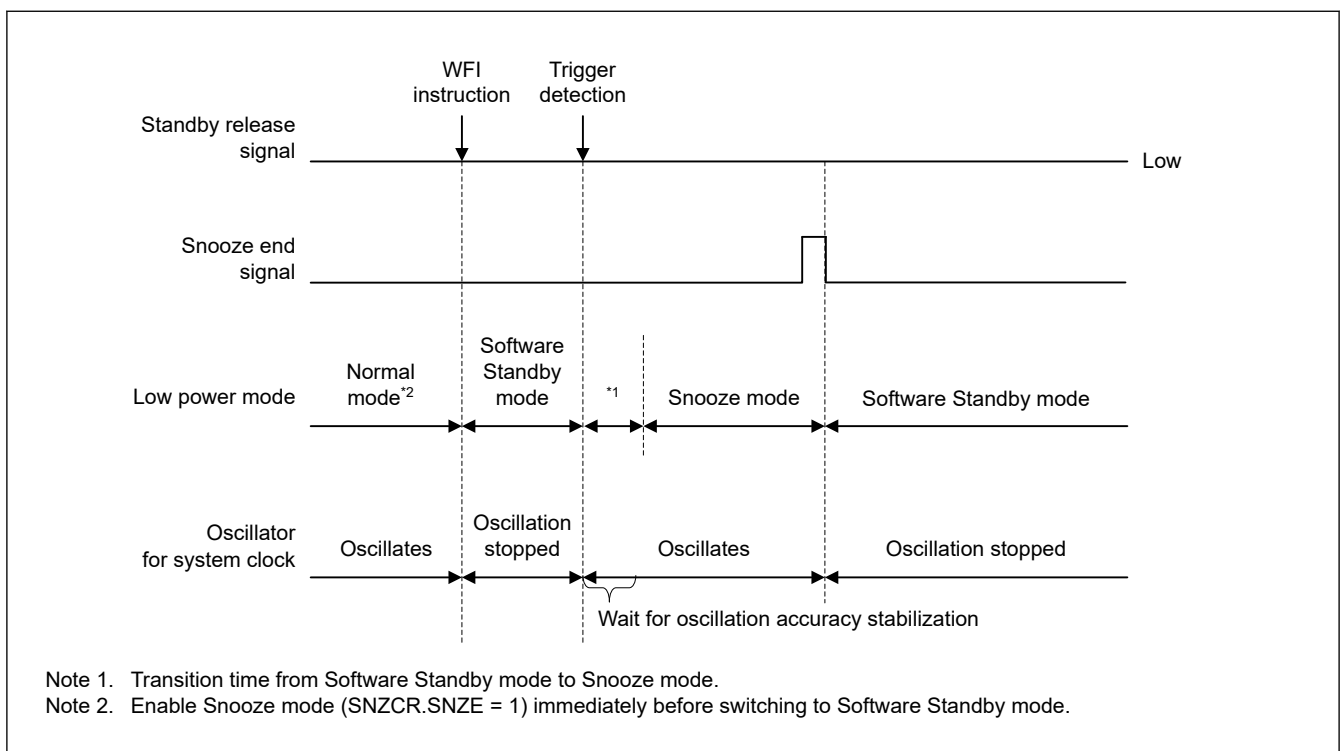 WFI
instruction
Trigger
detection
Standby release
signal
Low
Snooze end
signal
Low power mode
Normal
mode*2
Software
Standby
mode
*1
Snooze mode
Software Standby mode
Oscillator
for system clock
Oscillates
Oscillation
stopped
Oscillates
Oscillation stopped
Wait for oscillation accuracy stabilization
Note 1. Transition time from Software Standby mode to Snooze mode.
Note 2. Enable Snooze mode (SNZCR.SNZE = 1) immediately before switching to Software Standby mode.